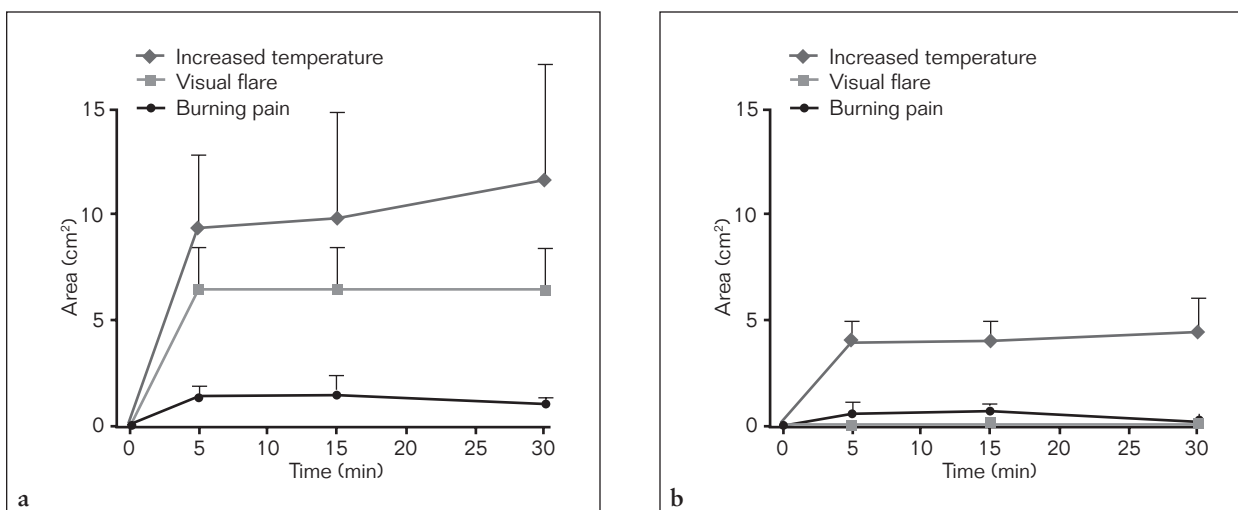 Increased temperature
Visual flare
Burning pain
15
10
5
0
Area (cm²)
0 5 10 15 20 25 30
Time (min)
a
Increased temperature
Visual flare
Burning pain
15
10
5
0
Area (cm²)
0 5 10 15 20 25 30
Time (min)
b